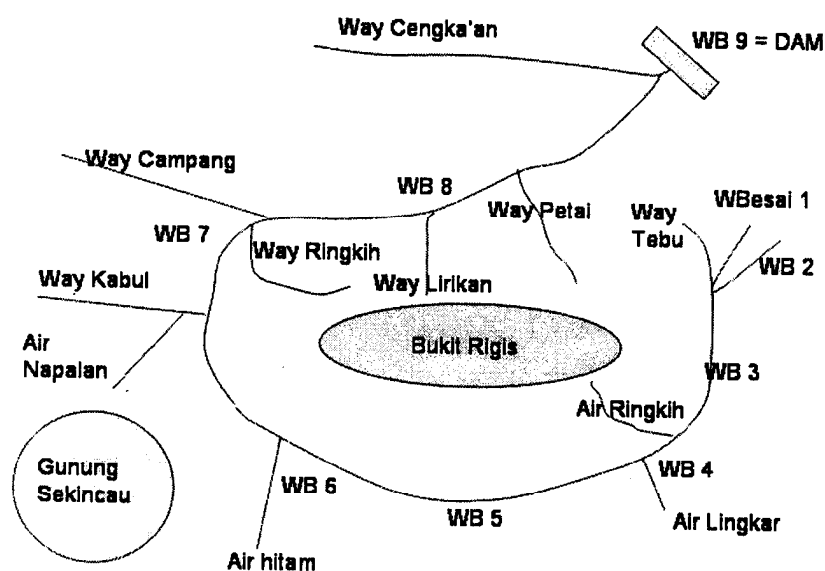 Way Cengka'an
WB 9 = DAM
Way Campang
WB 8
Way Petai
Way
Tebu
WBesai 1
WB 7
Way Ringkih
WB 2
Way Kabul
Way Lirikan
Air
Napalan
Bukit Rigis
WB 3
Air Ringkih
Gunung
Sekincau
WB 6
WB 4
WB 5
Air Lingkar
Air hitam